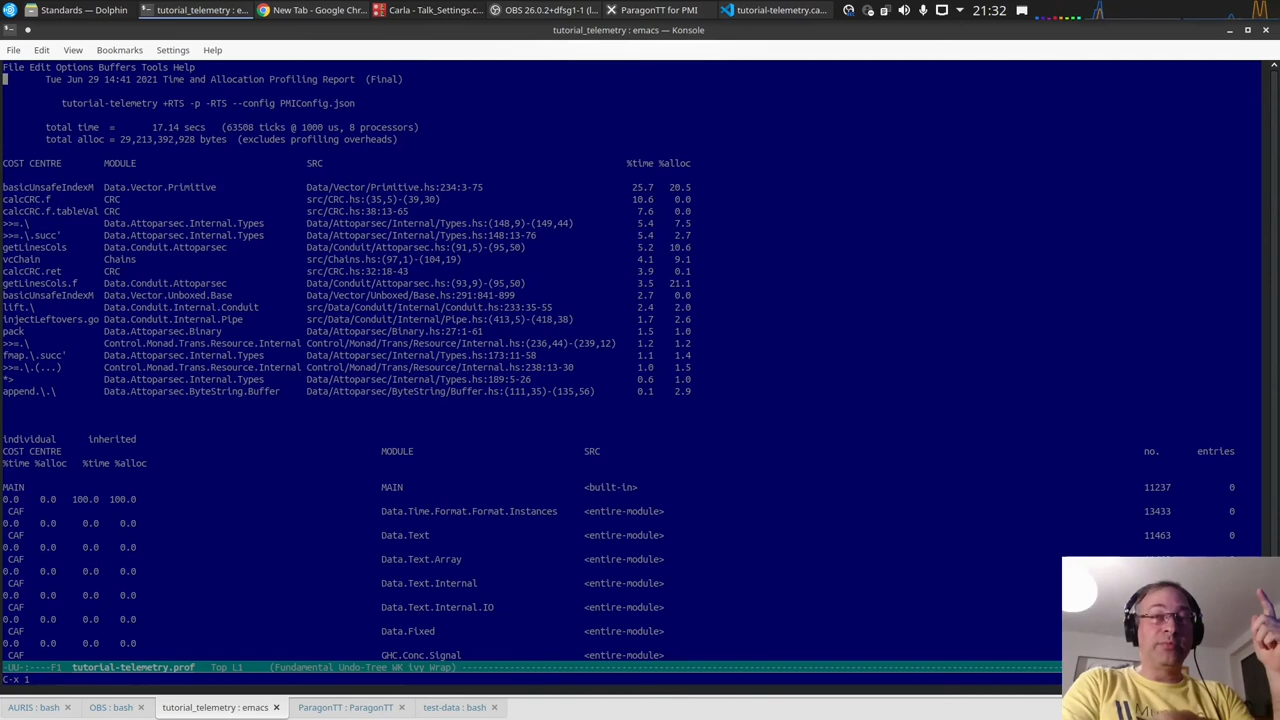 Standards — Dolphin
tutorial_telemetry : e...
New Tab - Google Chr...
Carla - Talk_Settings.c...
OBS 26.0.2+dfsg1-1 (l...
ParagonTT for PMI
tutorial-telemetry.ca...
21:32
tutorial_telemetry : emacs — Konsole
File Edit View Bookmarks Settings Help
File Edit Options Buffers Tools Help
Tue Jun 29 14:41 2021 Time and Allocation Profiling Report (Final)
tutorial-telemetry +RTS -p -RTS --config PMIConfig.json
total time = 17.14 secs (63508 ticks @ 1000 us, 8 processors)
total alloc = 29,213,392,928 bytes (excludes profiling overheads)
COST CENTRE MODULE SRC %time %alloc
basicUnsafeIndexM Data.Vector.Primitive Data/Vector/Primitive.hs:234:3-75 25.7 20.5
calcCRC.f CRC src/CRC.hs:(35,5)-(39,30) 10.6 0.0
calcCRC.f.tableVal CRC src/CRC.hs:38:13-65 7.6 0.0
>>=.\ Data.Attoparsec.Internal.Types Data/Attoparsec/Internal/Types.hs:(148,9)-(149,44) 5.4 7.5
>>=.\.succ' Data.Attoparsec.Internal.Types Data/Attoparsec/Internal/Types.hs:148:13-76 5.4 2.7
getLinesCols Data.Conduit.Attoparsec Data/Conduit/Attoparsec.hs:(91,5)-(95,50) 5.2 10.6
vcChain Chains src/Chains.hs:(97,1)-(104,19) 4.1 9.1
calcCRC.ret CRC src/CRC.hs:32:18-43 3.9 0.1
getLinesCols.f Data.Conduit.Attoparsec Data/Conduit/Attoparsec.hs:(93,9)-(95,50) 3.5 21.1
basicUnsafeIndexM Data.Vector.Unboxed.Base Data/Vector/Unboxed/Base.hs:291:841-899 2.7 0.0
lift.\ Data.Conduit.Internal.Conduit src/Data/Conduit/Internal/Conduit.hs:233:35-55 2.4 2.0
injectLeftovers.go Data.Conduit.Internal.Pipe src/Data/Conduit/Internal/Pipe.hs:(413,5)-(418,38) 1.7 2.6
pack Data.Attoparsec.Binary Data/Attoparsec/Binary.hs:27:1-61 1.5 1.0
>>=.\ Control.Monad.Trans.Resource.Internal Control/Monad/Trans/Resource/Internal.hs:(236,44)-(239,12) 1.2 1.2
fmap.\.succ' Data.Attoparsec.Internal.Types Data/Attoparsec/Internal/Types.hs:173:11-58 1.1 1.4
>>=.\.(...) Control.Monad.Trans.Resource.Internal Control/Monad/Trans/Resource/Internal.hs:238:13-30 1.0 1.5
*> Data.Attoparsec.Internal.Types Data/Attoparsec/Internal/Types.hs:189:5-26 0.6 1.0
append.\.\ Data.Attoparsec.ByteString.Buffer Data/Attoparsec/ByteString/Buffer.hs:(111,35)-(135,56) 0.1 2.9
individual inherited
COST CENTRE MODULE SRC no. entries
%time %alloc %time %alloc
MAIN MAIN <built-in> 11237 0
0.0 0.0 100.0 100.0
CAF Data.Time.Format.Format.Instances <entire-module> 13433 0
0.0 0.0 0.0 0.0
CAF Data.Text <entire-module> 11463 0
0.0 0.0 0.0 0.0
CAF Data.Text.Array <entire-module>
0.0 0.0 0.0 0.0
CAF Data.Text.Internal <entire-module>
0.0 0.0 0.0 0.0
CAF Data.Text.Internal.IO <entire-module>
0.0 0.0 0.0 0.0
CAF Data.Fixed <entire-module>
0.0 0.0 0.0 0.0
CAF GHC.Conc.Signal <entire-module>
-UU-:----F1 tutorial-telemetry.prof Top L1 (Fundamental Undo-Tree WK ivy Wrap)
C-x 1
AURIS : bash
OBS : bash
tutorial_telemetry : emacs
ParagonTT : ParagonTT
test-data : bash